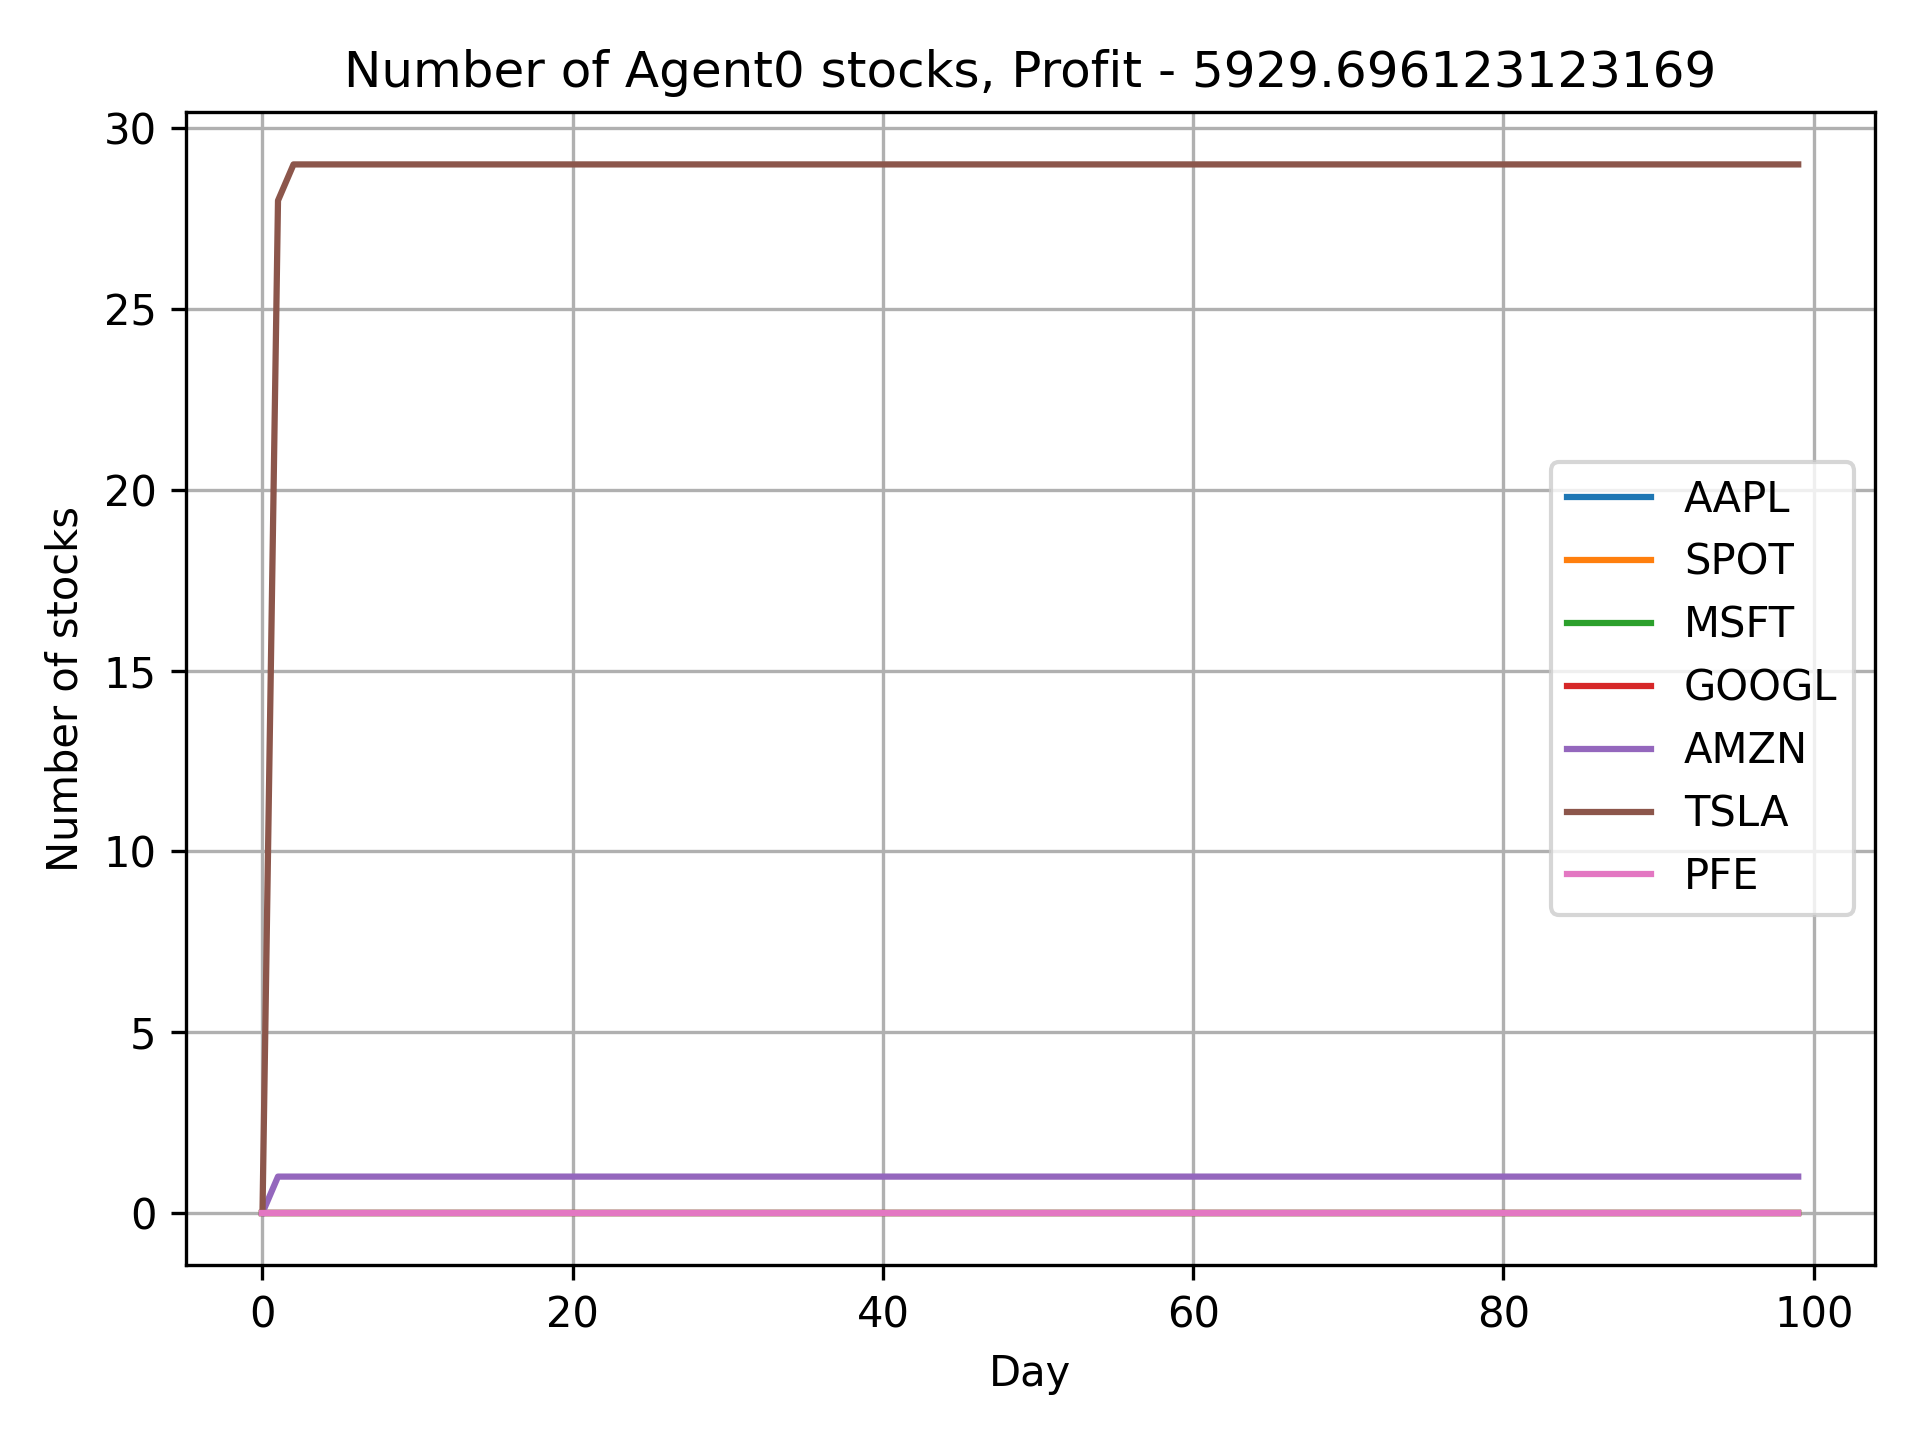 Number of Agent0 stocks, Profit - 5929.696123123169
Number of stocks
30
25
20
15
10
5
0
AAPL
SPOT
MSFT
GOOGL
AMZN
TSLA
PFE
0 20 40 60 80 100
Day